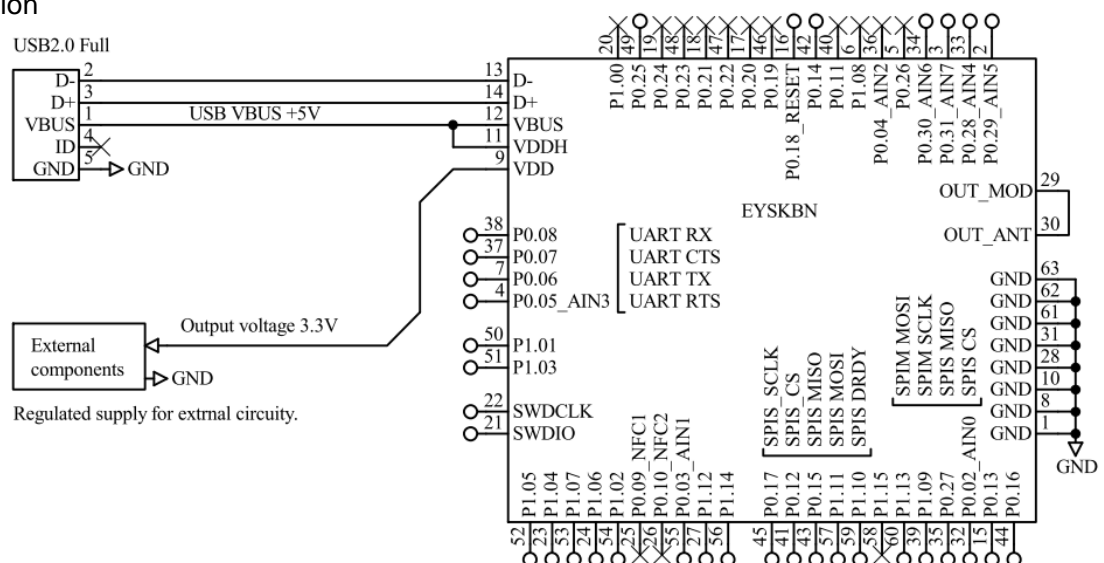 ion
USB2.0 Full
D- 2
D+ 3
VBUS 1
ID 4
GND 5
GND
USB VBUS +5V
13 D-
14 D+
12 VBUS
11 VDDH
9 VDD
20 P1.00
49 P0.25
19 P0.24
48 P0.23
18 P0.21
47 P0.22
17 P0.20
46 P0.19
16 P0.18_RESET
42 P0.14
40 P0.11
6 P1.08
36 P0.04_AIN2
5 P0.26
34 P0.30_AIN6
3 P0.31_AIN7
33 P0.28_AIN4
2 P0.29_AIN5
EYSKBN
OUT_MOD 29
OUT_ANT 30
38 P0.08 UART RX
37 P0.07 UART CTS
7 P0.06 UART TX
4 P0.05_AIN3 UART RTS
50 P1.01
51 P1.03
22 SWDCLK
21 SWDIO
GND 63
GND 62
GND 61
GND 31
GND 28
GND 10
GND 8
GND 1
GND
Output voltage 3.3V
External
components
GND
Regulated supply for extrnal circuity.
SPIS_SCLK
SPIS_CS
SPIS MISO
SPIS MOSI
SPIS DRDY
SPIM MOSI
SPIM SCLK
SPIS MISO
SPIS CS
52 P1.05
23 P1.04
53 P1.07
24 P1.06
54 P1.02
25 P0.09_NFC1
26 P0.10_NFC2
55 P0.03_AIN1
27 P1.12
56 P1.14
45 P0.17
41 P0.12
43 P0.15
57 P1.11
59 P1.10
58 P1.15
60 P1.13
39 P1.09
35 P0.27
32 P0.02_AIN0
15 P0.13
44 P0.16